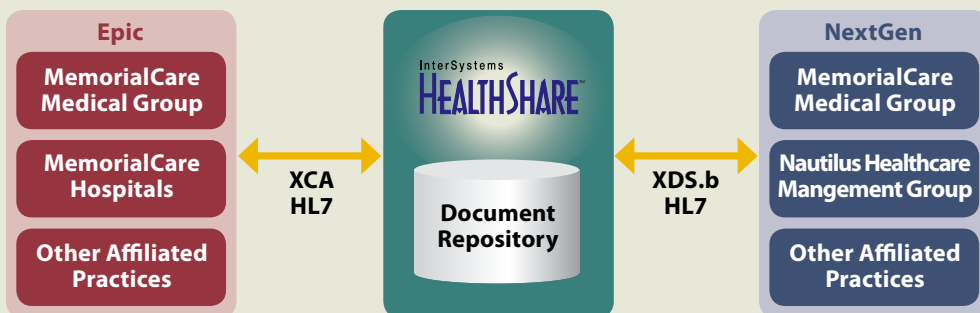 Epic
MemorialCare
Medical Group
MemorialCare
Hospitals
Other Affiliated
Practices
XCA
HL7
InterSystems
HEALTHSHARE™
Document
Repository
XDS.b
HL7
NextGen
MemorialCare
Medical Group
Nautilus Healthcare
Mangement Group
Other Affiliated
Practices